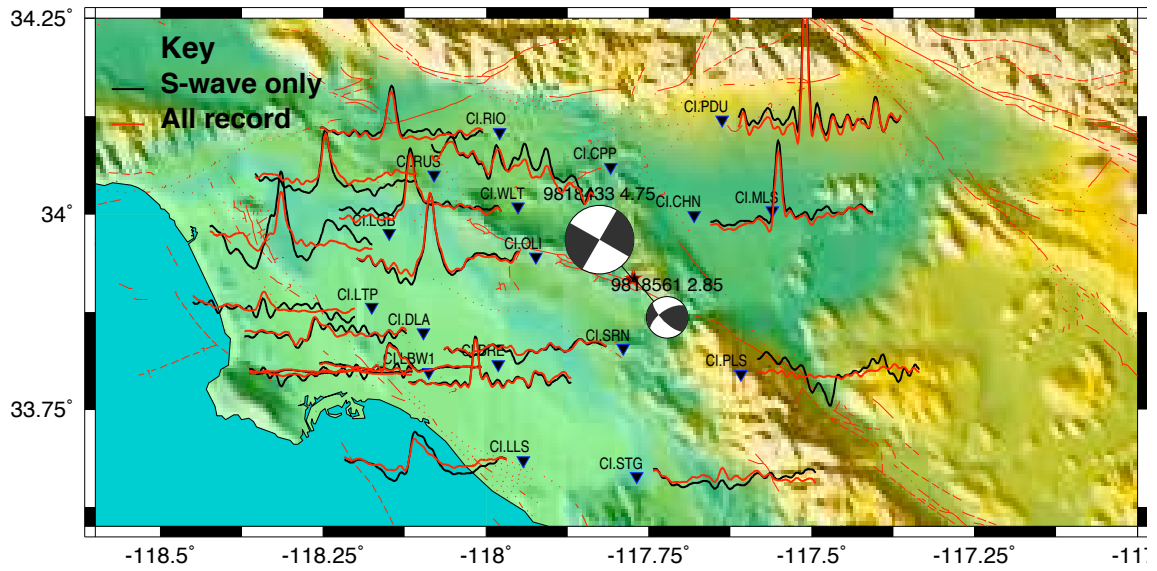 34.25°
Key
S-wave only
All record
CI.PDU
CI.RIO
CI.CPP
CI.RUS
9818433 4.75
CI.WLT
CI.MLS
CI.CHN
34°
CI.LGB
CI.OLI
9818561 2.85
CI.LTP
CI.DLA
CI.SRN
CI.BRE
CI.LBW1
CI.PLS
33.75°
CI.LLS
CI.STG
-118.5°
-118.25°
-118°
-117.75°
-117.5°
-117.25°
-117